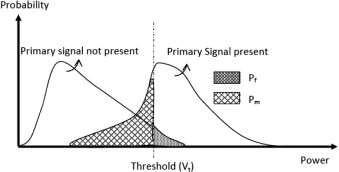 Probability
Primary signal not present
Primary Signal present
Pf
Pm
Threshold (Vt)
Power